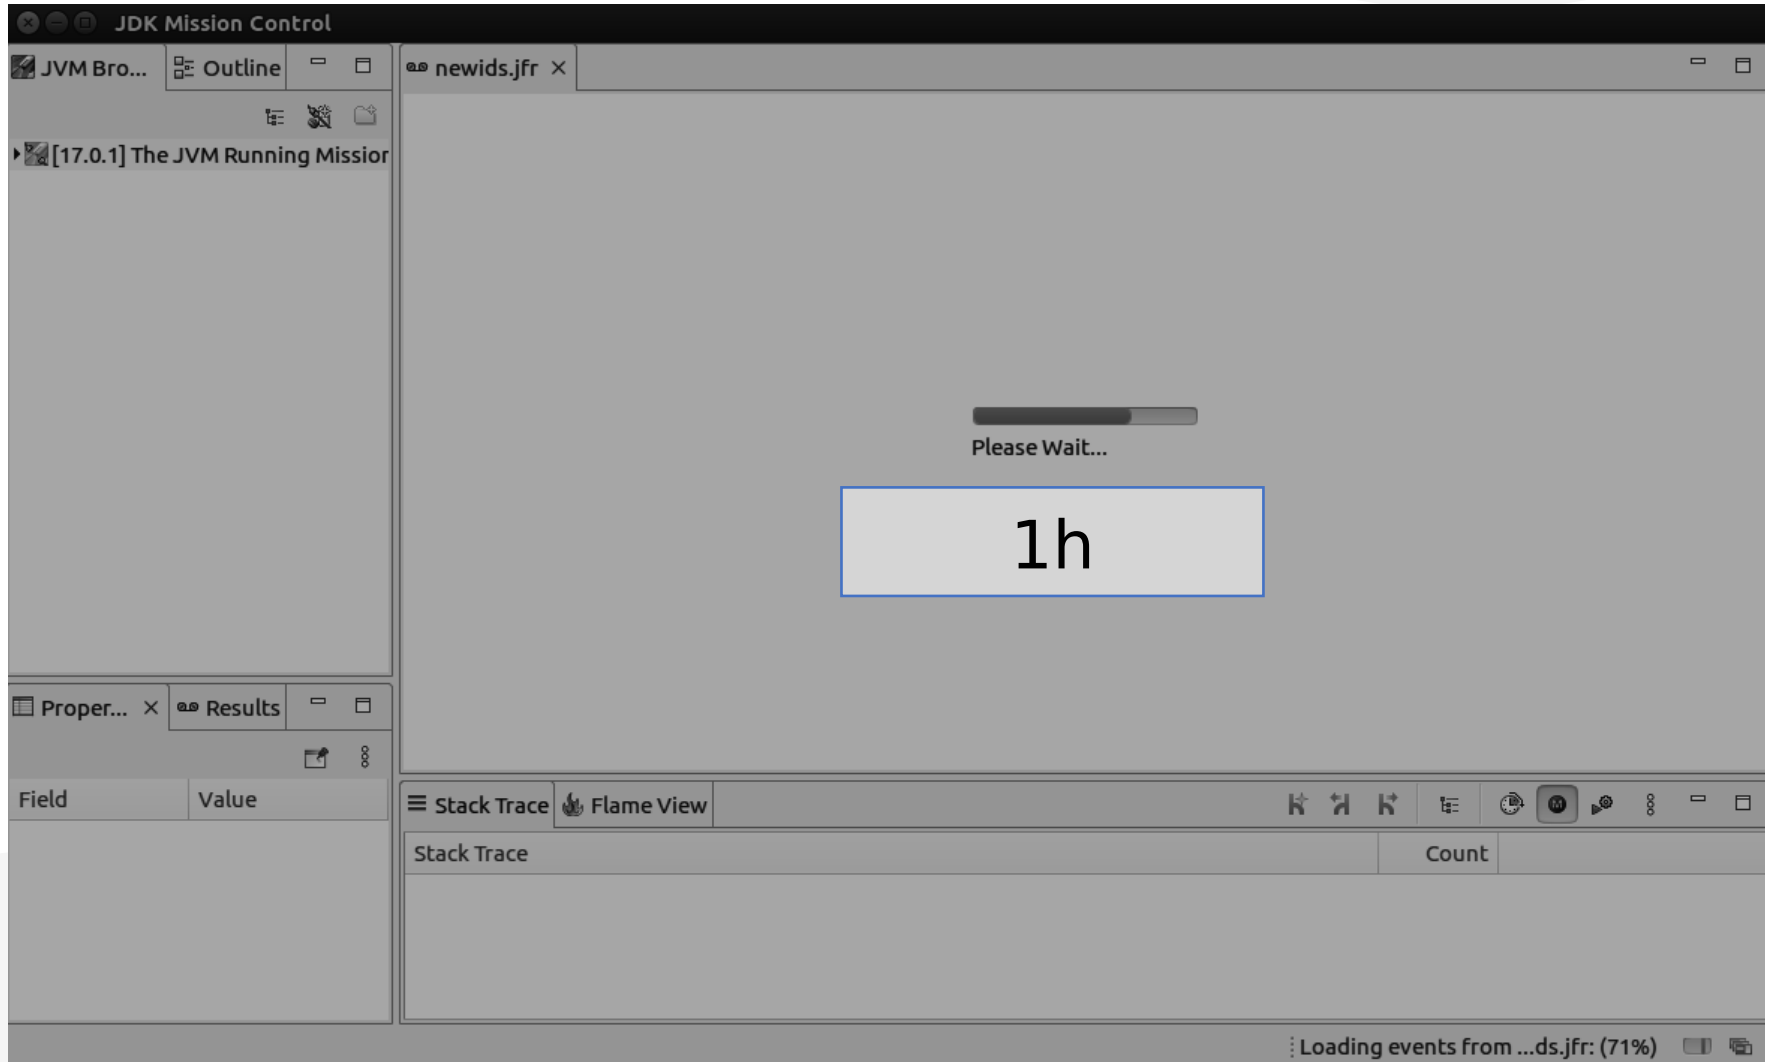 JDK Mission Control
JVM Bro...
Outline
[17.0.1] The JVM Running Mission
newids.jfr
Please Wait...
1h
Proper...
Results
Field
Value
Stack Trace
Flame View
Stack Trace
Count
Loading events from ...ds.jfr: (71%)